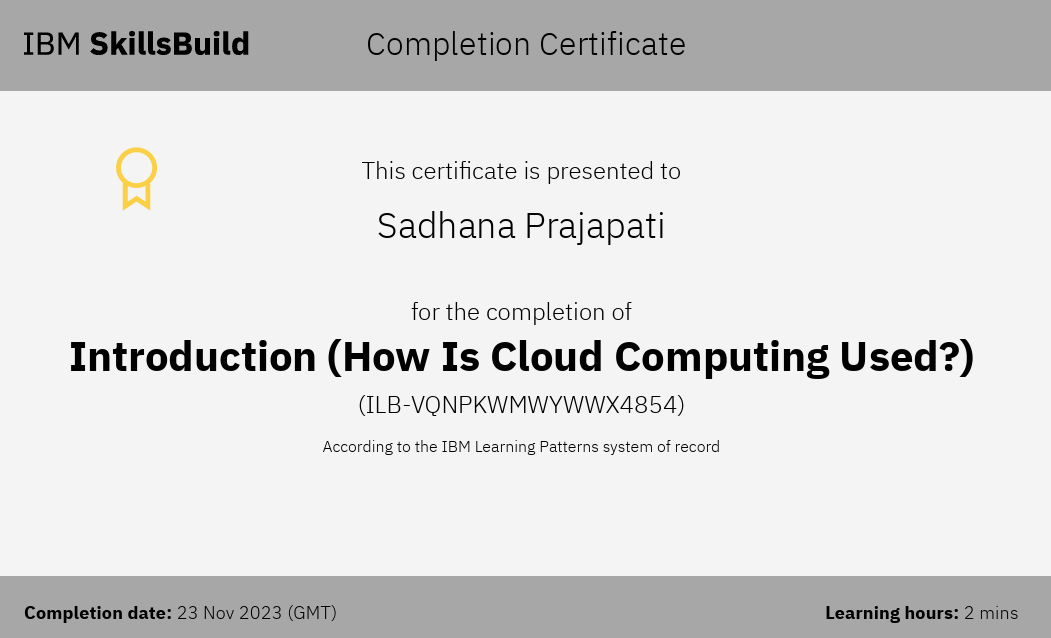 IBM SkillsBuild
Completion Certificate
This certificate is presented to
Sadhana Prajapati
for the completion of
Introduction (How Is Cloud Computing Used?)
(ILB-VQNPKWMWYWWX4854)
According to the IBM Learning Patterns system of record
Completion date: 23 Nov 2023 (GMT)
Learning hours: 2 mins